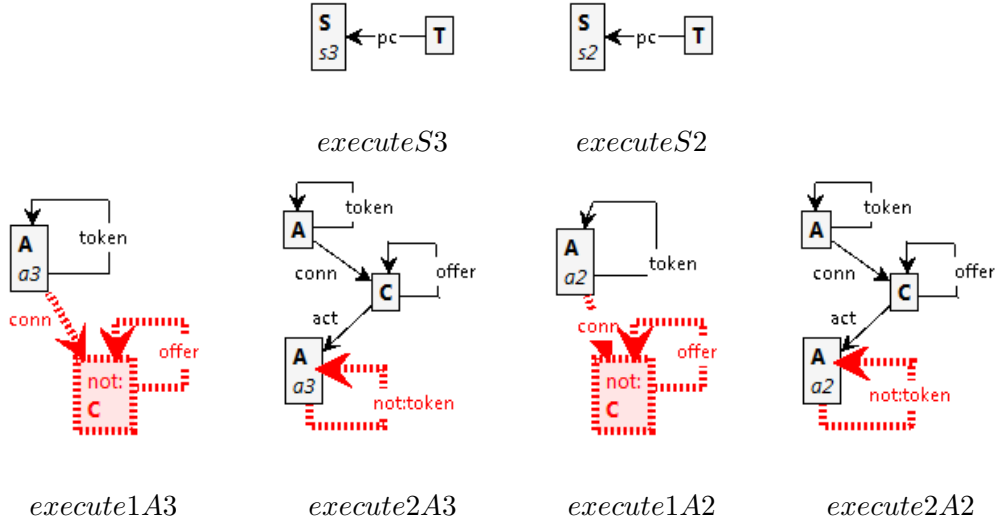 S
s3
pc
T
S
s2
pc
T
executeS3
executeS2
A
a3
token
conn
not:
C
offer
A
token
conn
C
offer
act
A
a3
not:token
A
a2
token
conn
not:
C
offer
A
token
conn
C
offer
act
A
a2
not:token
execute1A3
execute2A3
execute1A2
execute2A2